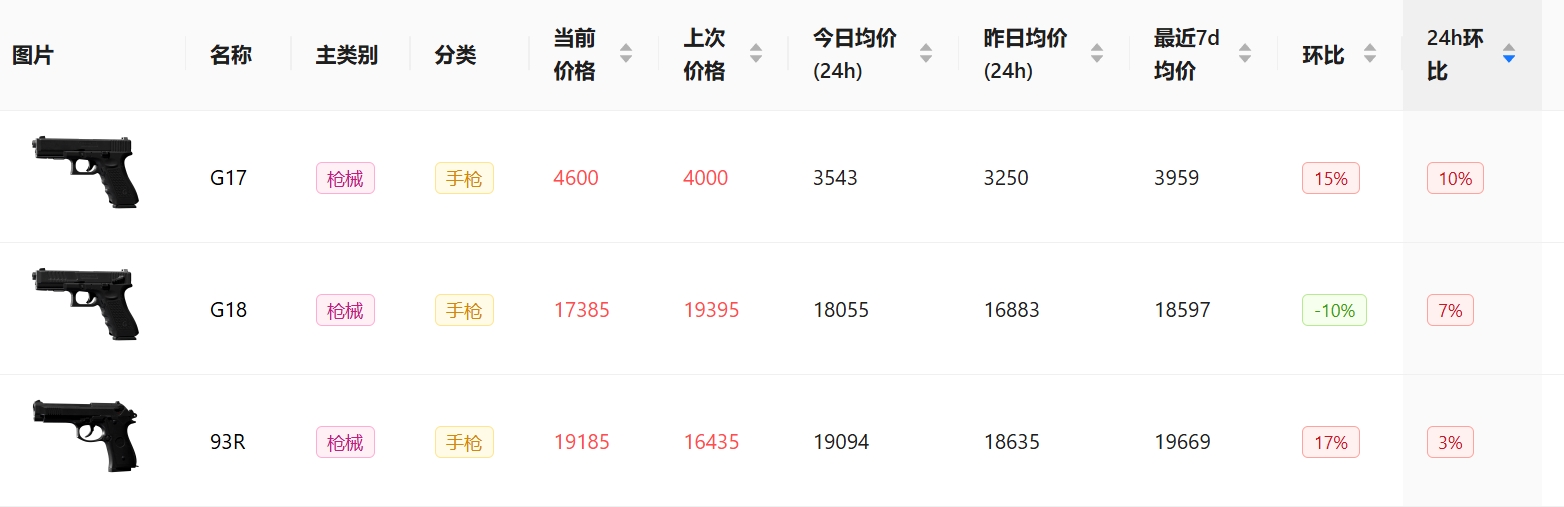 图片 名称 主类别 分类 当前价格 上次价格 今日均价(24h) 昨日均价(24h) 最近7d均价 环比 24h环比
G17 枪械 手枪 4600 4000 3543 3250 3959 15% 10%
G18 枪械 手枪 17385 19395 18055 16883 18597 -10% 7%
93R 枪械 手枪 19185 16435 19094 18635 19669 17% 3%